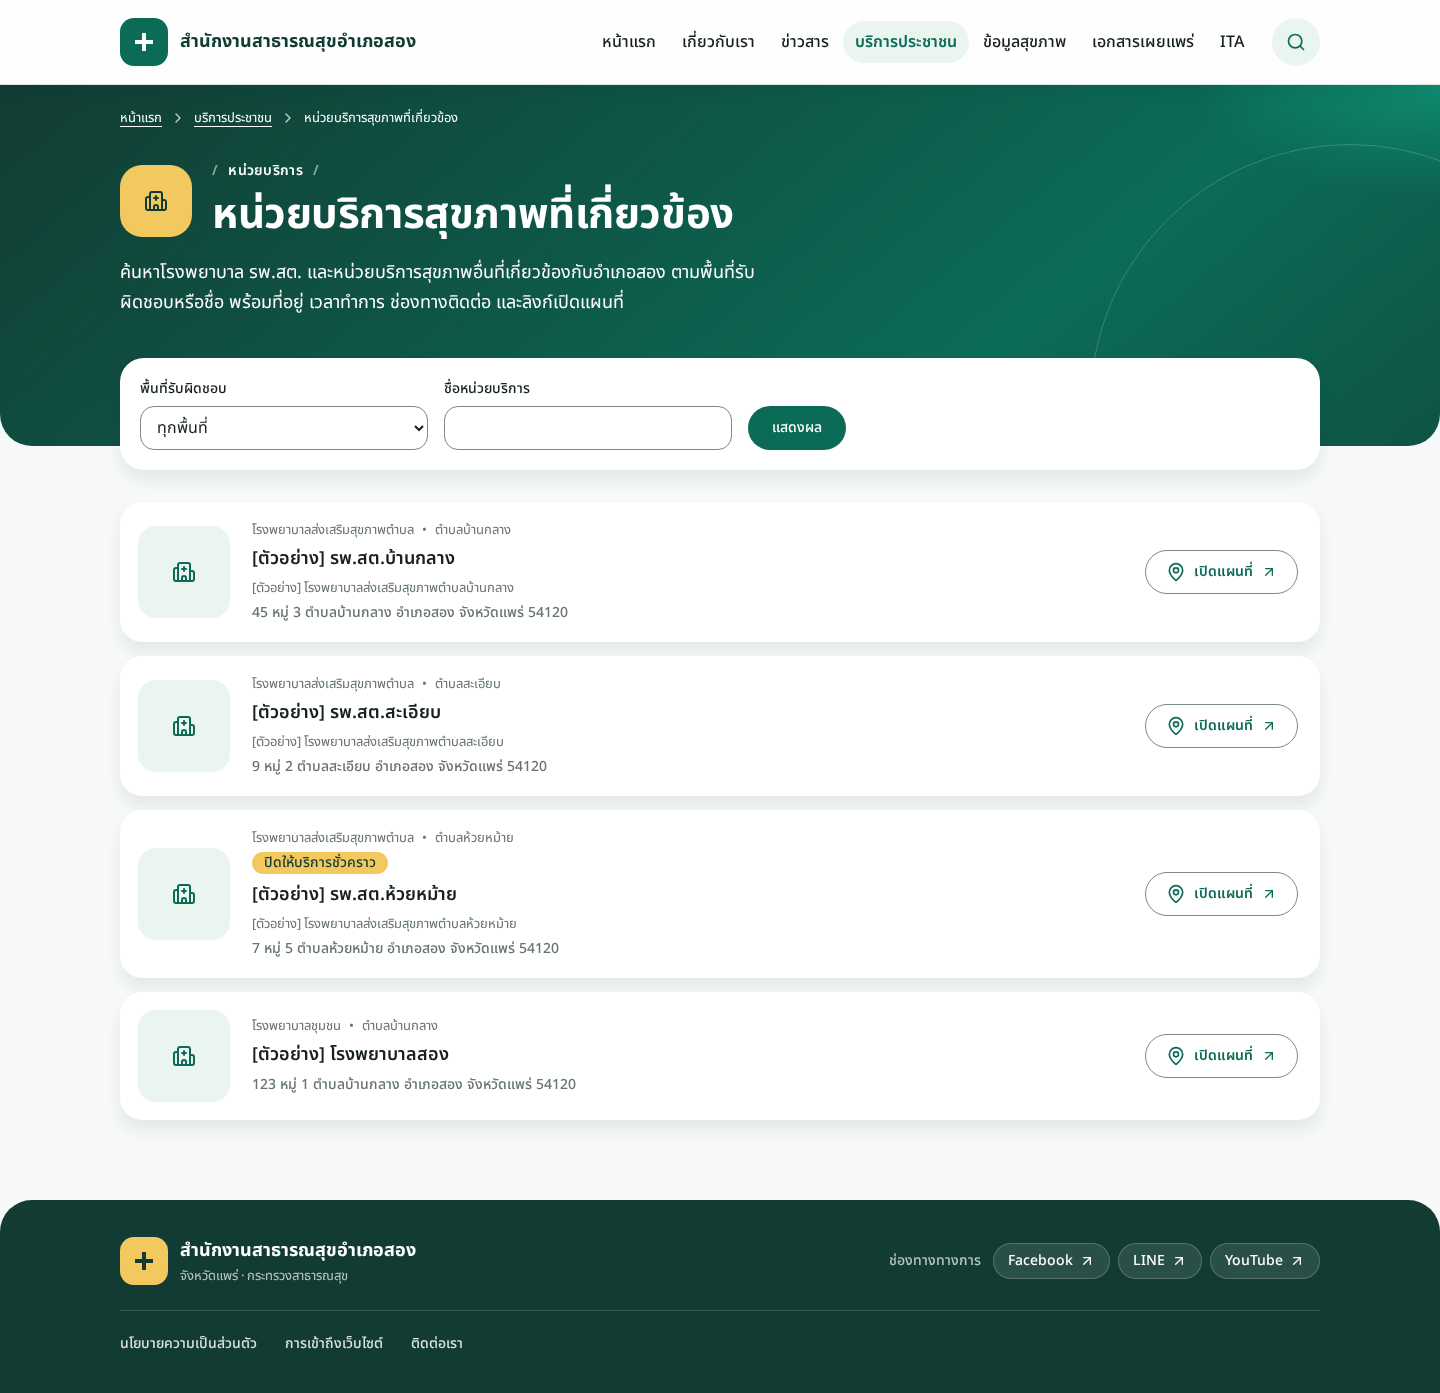 สำนักงานสาธารณสุขอำเภอสอง
หน้าแรก เกี่ยวกับเรา ข่าวสาร บริการประชาชน ข้อมูลสุขภาพ เอกสารเผยแพร่ ITA
หน้าแรก บริการประชาชน หน่วยบริการสุขภาพที่เกี่ยวข้อง
/ หน่วยบริการ /
หน่วยบริการสุขภาพที่เกี่ยวข้อง
ค้นหาโรงพยาบาล รพ.สต. และหน่วยบริการสุขภาพอื่นที่เกี่ยวข้องกับอำเภอสอง ตามพื้นที่รับ
ผิดชอบหรือชื่อ พร้อมที่อยู่ เวลาทำการ ช่องทางติดต่อ และลิงก์เปิดแผนที่
พื้นที่รับผิดชอบ ชื่อหน่วยบริการ
ทุกพื้นที่ แสดงผล
โรงพยาบาลส่งเสริมสุขภาพตำบล • ตำบลบ้านกลาง
[ตัวอย่าง] รพ.สต.บ้านกลาง
[ตัวอย่าง] โรงพยาบาลส่งเสริมสุขภาพตำบลบ้านกลาง
45 หมู่ 3 ตำบลบ้านกลาง อำเภอสอง จังหวัดแพร่ 54120
เปิดแผนที่
โรงพยาบาลส่งเสริมสุขภาพตำบล • ตำบลสะเอียบ
[ตัวอย่าง] รพ.สต.สะเอียบ
[ตัวอย่าง] โรงพยาบาลส่งเสริมสุขภาพตำบลสะเอียบ
9 หมู่ 2 ตำบลสะเอียบ อำเภอสอง จังหวัดแพร่ 54120
เปิดแผนที่
โรงพยาบาลส่งเสริมสุขภาพตำบล • ตำบลห้วยหม้าย
ปิดให้บริการชั่วคราว
[ตัวอย่าง] รพ.สต.ห้วยหม้าย
[ตัวอย่าง] โรงพยาบาลส่งเสริมสุขภาพตำบลห้วยหม้าย
7 หมู่ 5 ตำบลห้วยหม้าย อำเภอสอง จังหวัดแพร่ 54120
เปิดแผนที่
โรงพยาบาลชุมชน • ตำบลบ้านกลาง
[ตัวอย่าง] โรงพยาบาลสอง
123 หมู่ 1 ตำบลบ้านกลาง อำเภอสอง จังหวัดแพร่ 54120
เปิดแผนที่
สำนักงานสาธารณสุขอำเภอสอง
จังหวัดแพร่ · กระทรวงสาธารณสุข
ช่องทางทางการ Facebook LINE YouTube
นโยบายความเป็นส่วนตัว การเข้าถึงเว็บไซต์ ติดต่อเรา